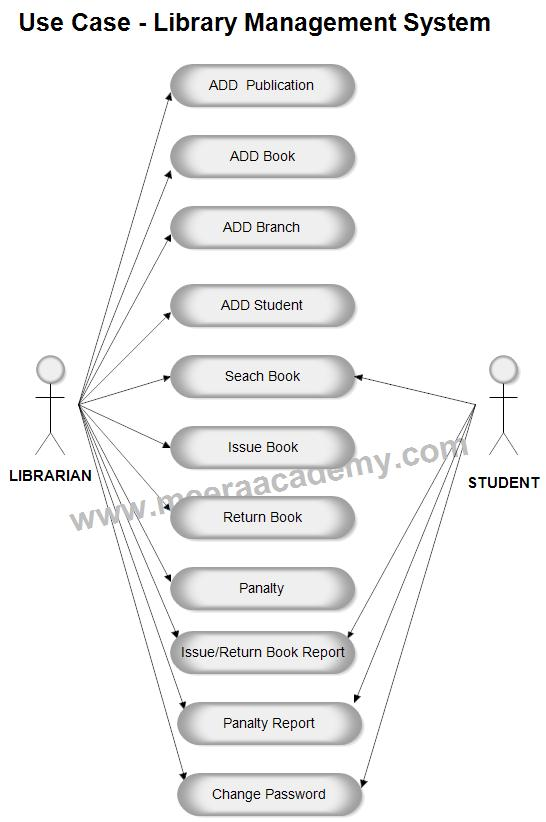 Use Case - Library Management System
ADD Publication
ADD Book
ADD Branch
ADD Student
Seach Book
Issue Book
LIBRARIAN
STUDENT
www.meeraacademy.com
Return Book
Panalty
Issue/Return Book Report
Panalty Report
Change Password